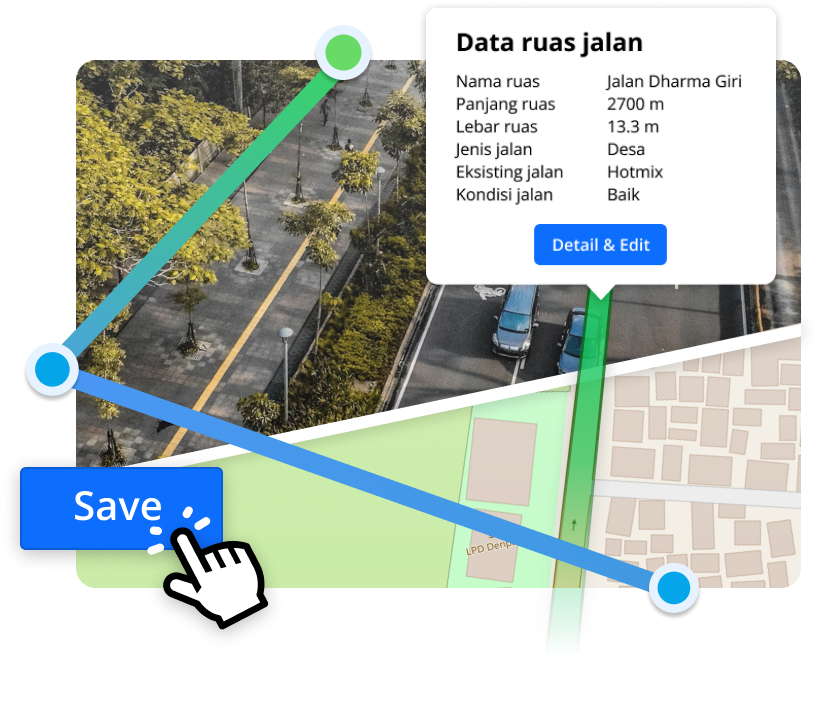 Data ruas jalan
Nama ruas Jalan Dharma Giri
Panjang ruas 2700 m
Lebar ruas 13.3 m
Jenis jalan Desa
Eksisting jalan Hotmix
Kondisi jalan Baik
Detail & Edit
Save
LPD